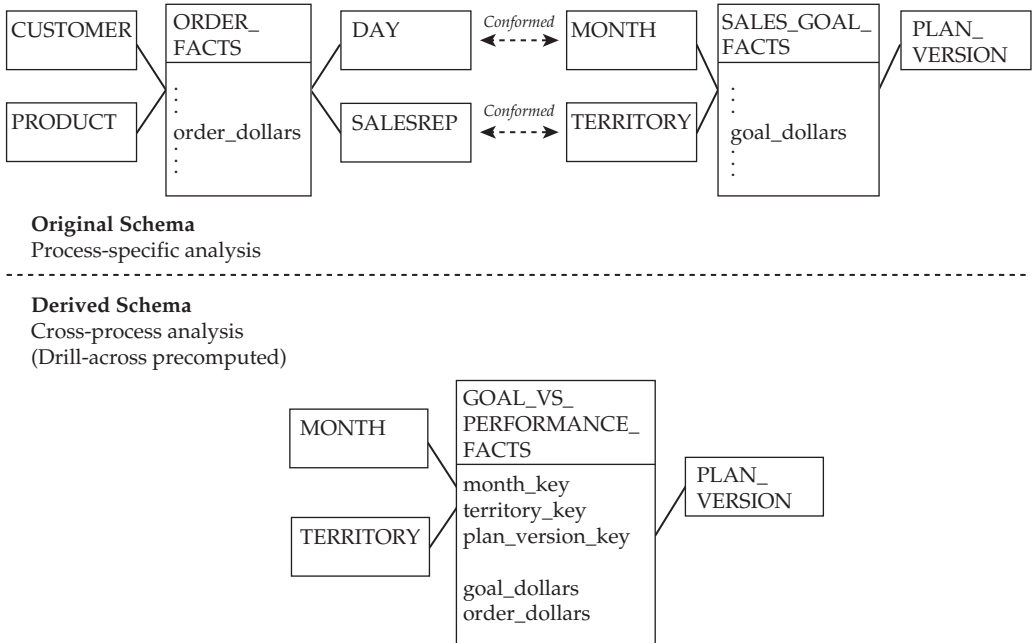 CUSTOMER
PRODUCT
ORDER_
FACTS
.
.
.
order_dollars
.
.
.
DAY
SALESREP
Conformed
Conformed
MONTH
TERRITORY
SALES_GOAL_
FACTS
.
.
.
goal_dollars
.
.
.
PLAN_
VERSION
Original Schema
Process-specific analysis
Derived Schema
Cross-process analysis
(Drill-across precomputed)
MONTH
TERRITORY
GOAL_VS_
PERFORMANCE_
FACTS
month_key
territory_key
plan_version_key
goal_dollars
order_dollars
PLAN_
VERSION